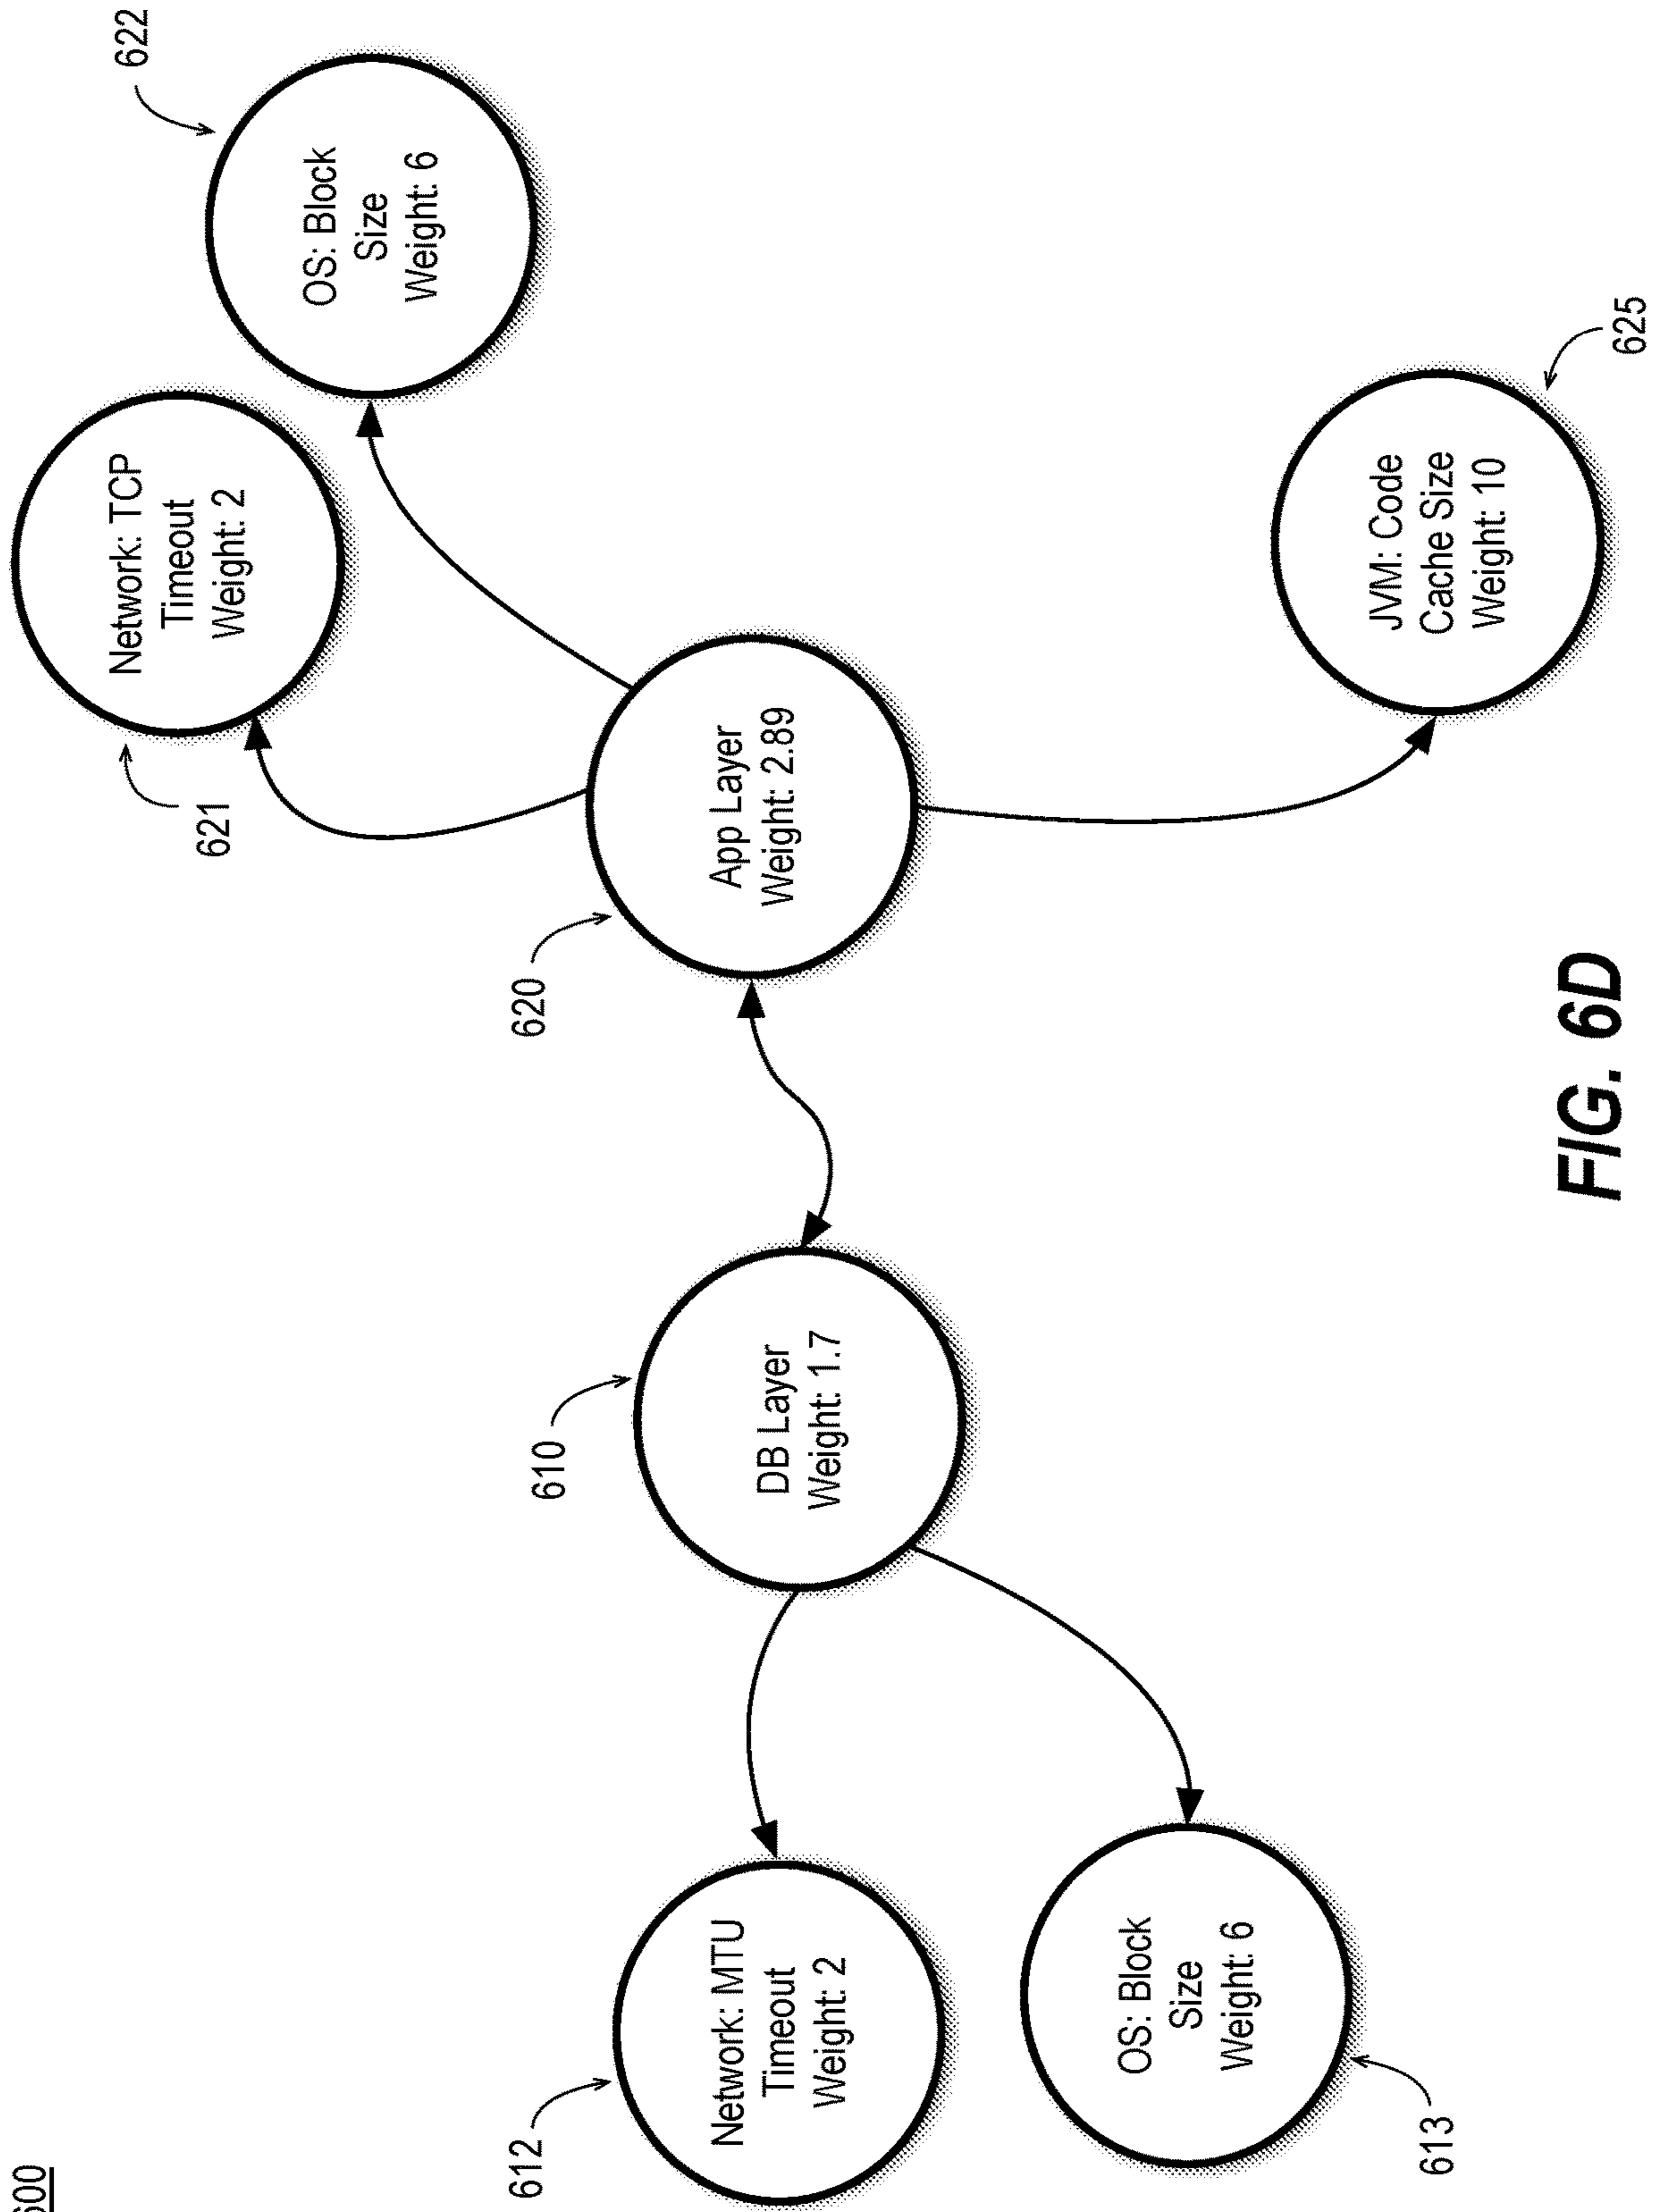 600
622
Network: TCP
Timeout
Weight: 2
621
OS: Block
Size
Weight: 6
620
App Layer
Weight: 2.89
610
DB Layer
Weight: 1.7
612
Network: MTU
Timeout
Weight: 2
OS: Block
Size
Weight: 6
613
JVM: Code
Cache Size
Weight: 10
625
FIG. 6D